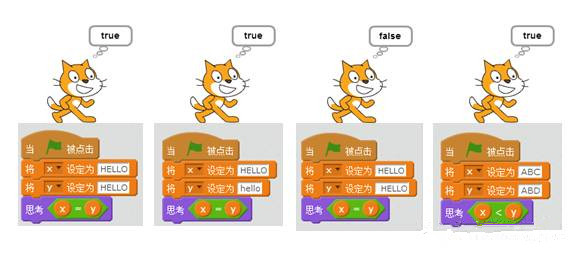 true
true
false
true
当 被点击
将 x 设定为 HELLO
将 y 设定为 HELLO
思考 x = y
当 被点击
将 x 设定为 HELLO
将 y 设定为 hello
思考 x = y
当 被点击
将 x 设定为 HELLO
将 y 设定为 HELLO
思考 x = y
当 被点击
将 x 设定为 ABC
将 y 设定为 ABD
思考 x < y